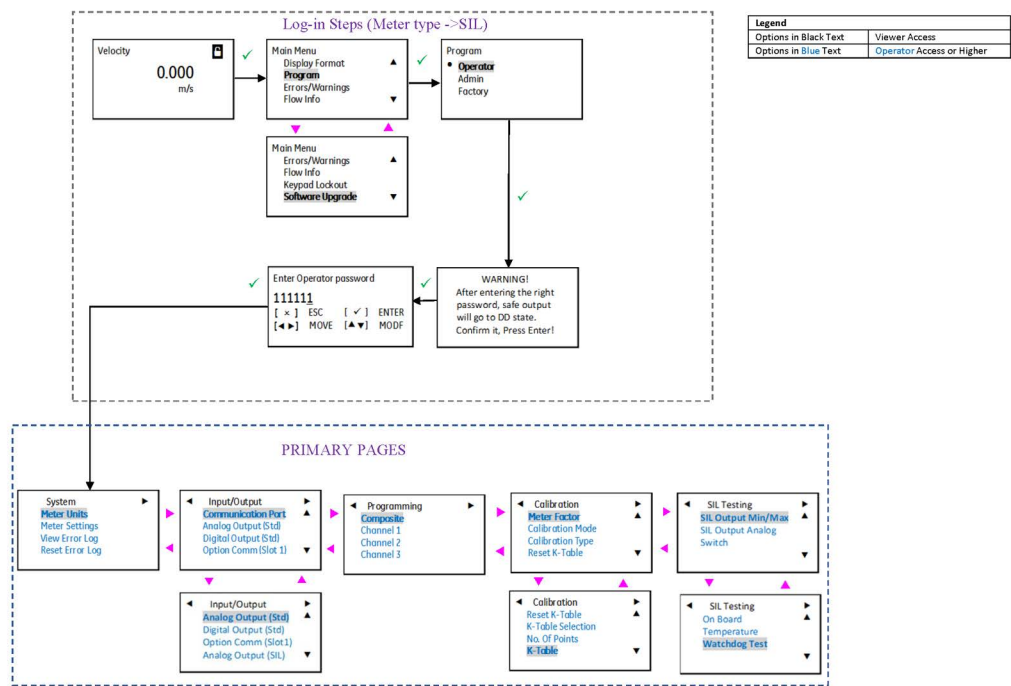 Log-in Steps (Meter type ->SIL)
Legend
Options in Black Text Viewer Access
Options in Blue Text Operator Access or Higher
Velocity
0.000
m/s
Main Menu
Display Format
Program
Errors/Warnings
Flow Info
Program
Operator
Admin
Factory
Main Menu
Errors/Warnings
Flow Info
Keypad Lockout
Software Upgrade
Enter Operator password
111111
[ × ] ESC [ ✓ ] ENTER
[◄ ►] MOVE [▲ ▼] MODF
WARNING!
After entering the right
password, safe output
will go to DD state.
Confirm it, Press Enter!
PRIMARY PAGES
System
Meter Units
Meter Settings
View Error Log
Reset Error Log
Input/Output
Communication Port
Analog Output (Std)
Digital Output (Std)
Option Comm (Slot 1)
Programming
Composite
Channel 1
Channel 2
Channel 3
Calibration
Meter Factor
Calibration Mode
Calibration Type
Reset K-Table
SIL Testing
SIL Output Min/Max
SIL Output Analog
Switch
Input/Output
Analog Output (Std)
Digital Output (Std)
Option Comm (Slot1)
Analog Output (SIL)
Calibration
Reset K-Table
K-Table Selection
No. Of Points
K-Table
SIL Testing
On Board
Temperature
Watchdog Test